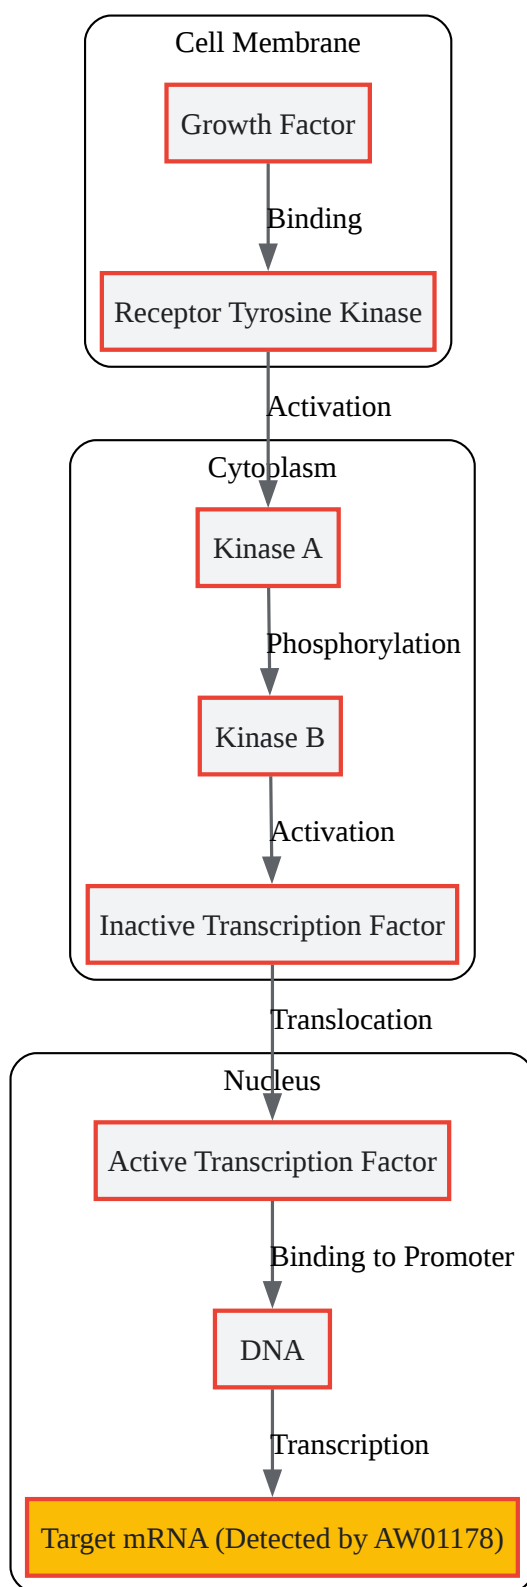 Cell Membrane
Growth Factor
Binding
Receptor Tyrosine Kinase
Activation
Cytoplasm
Kinase A
Phosphorylation
Kinase B
Activation
Inactive Transcription Factor
Translocation
Nucleus
Active Transcription Factor
Binding to Promoter
DNA
Transcription
Target mRNA (Detected by AW01178)